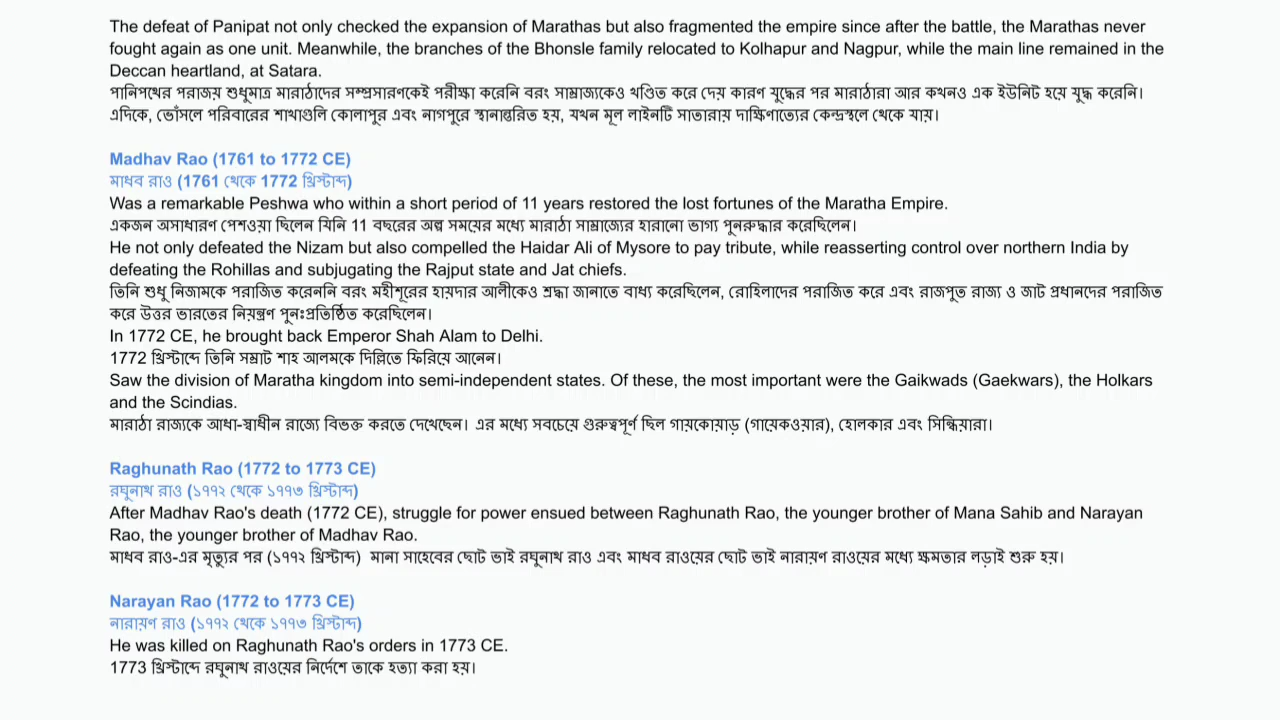 The defeat of Panipat not only checked the expansion of Marathas but also fragmented the empire since after the battle, the Marathas never
fought again as one unit. Meanwhile, the branches of the Bhonsle family relocated to Kolhapur and Nagpur, while the main line remained in the
Deccan heartland, at Satara.
পানিপথের পরাজয় শুধুমাত্র মারাঠাদের সম্প্রসারণকেই পরীক্ষা করেনি বরং সাম্রাজ্যকেও খণ্ডিত করে দেয় কারণ যুদ্ধের পর মারাঠারা আর কখনও এক ইউনিট হয়ে যুদ্ধ করেনি।
এদিকে, ভোঁসলে পরিবারের শাখাগুলি কোলাপুর এবং নাগপুরে স্থানান্তরিত হয়, যখন মূল লাইনটি সাতারায় দাক্ষিণাত্যের কেন্দ্রস্থলে থেকে যায়।
Madhav Rao (1761 to 1772 CE)
মাধব রাও (1761 থেকে 1772 খ্রিস্টাব্দ)
Was a remarkable Peshwa who within a short period of 11 years restored the lost fortunes of the Maratha Empire.
একজন অসাধারণ পেশওয়া ছিলেন যিনি 11 বছরের অল্প সময়ের মধ্যে মারাঠা সাম্রাজ্যের হারানো ভাগ্য পুনরুদ্ধার করেছিলেন।
He not only defeated the Nizam but also compelled the Haidar Ali of Mysore to pay tribute, while reasserting control over northern India by
defeating the Rohillas and subjugating the Rajput state and Jat chiefs.
তিনি শুধু নিজামকে পরাজিত করেননি বরং মহীশূরের হায়দার আলীকেও শ্রদ্ধা জানাতে বাধ্য করেছিলেন, রোহিলাদের পরাজিত করে এবং রাজপুত রাজ্য ও জাট প্রধানদের পরাজিত
করে উত্তর ভারতের নিয়ন্ত্রণ পুনঃপ্রতিষ্ঠিত করেছিলেন।
In 1772 CE, he brought back Emperor Shah Alam to Delhi.
1772 খ্রিস্টাব্দে তিনি সম্রাট শাহ আলমকে দিল্লিতে ফিরিয়ে আনেন।
Saw the division of Maratha kingdom into semi-independent states. Of these, the most important were the Gaikwads (Gaekwars), the Holkars
and the Scindias.
মারাঠা রাজ্যকে আধা-স্বাধীন রাজ্যে বিভক্ত করতে দেখেছেন। এর মধ্যে সবচেয়ে গুরুত্বপূর্ণ ছিল গায়কোয়াড় (গায়েকওয়ার), হোলকার এবং সিন্ধিয়ারা।
Raghunath Rao (1772 to 1773 CE)
রঘুনাথ রাও (১৭৭২ থেকে ১৭৭৩ খ্রিস্টাব্দ)
After Madhav Rao's death (1772 CE), struggle for power ensued between Raghunath Rao, the younger brother of Mana Sahib and Narayan
Rao, the younger brother of Madhav Rao.
মাধব রাও-এর মৃত্যুর পর (১৭৭২ খ্রিস্টাব্দ) মানা সাহেবের ছোট ভাই রঘুনাথ রাও এবং মাধব রাওয়ের ছোট ভাই নারায়ণ রাওয়ের মধ্যে ক্ষমতার লড়াই শুরু হয়।
Narayan Rao (1772 to 1773 CE)
নারায়ণ রাও (১৭৭২ থেকে ১৭৭৩ খ্রিস্টাব্দ)
He was killed on Raghunath Rao's orders in 1773 CE.
1773 খ্রিস্টাব্দে রঘুনাথ রাওয়ের নির্দেশে তাকে হত্যা করা হয়।